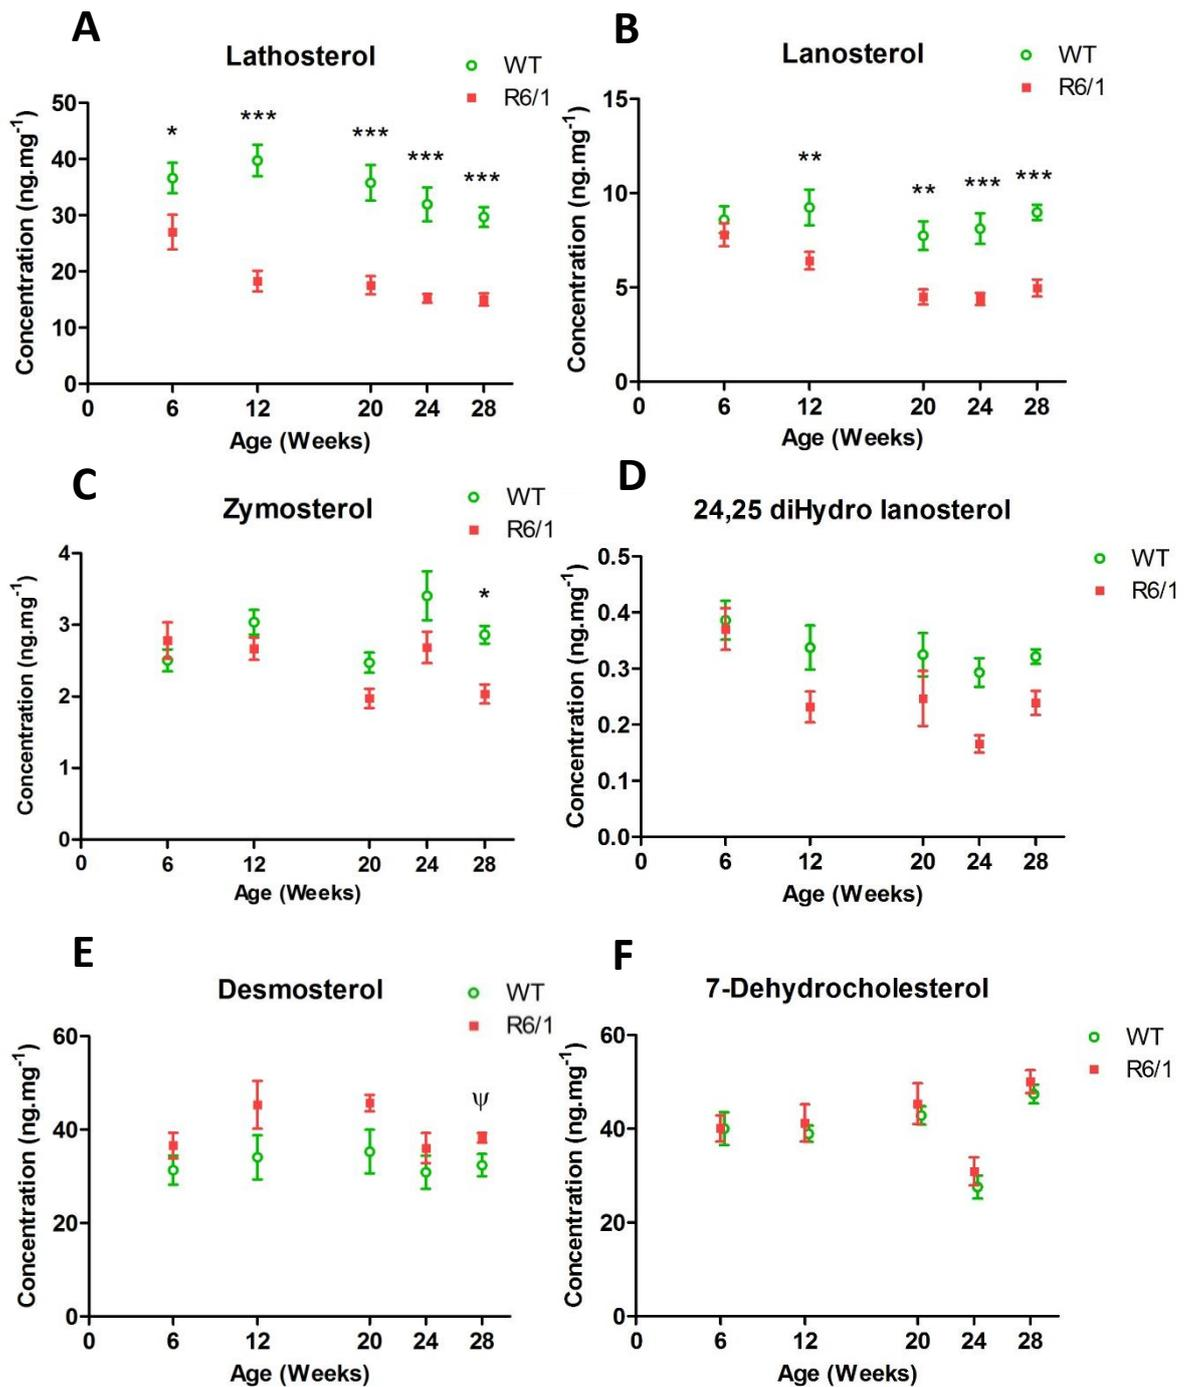 A
Lathosterol
WT
R6/1
Concentration (ng.mg-1)
50
40
30
20
10
0
*
***
***
***
***
0 6 12 20 24 28
Age (Weeks)
B
Lanosterol
WT
R6/1
Concentration (ng.mg-1)
15
10
5
0
**
**
***
***
0 6 12 20 24 28
Age (Weeks)
C
Zymosterol
WT
R6/1
Concentration (ng.mg-1)
4
3
2
1
0
*
0 6 12 20 24 28
Age (Weeks)
D
24,25 diHydro lanosterol
WT
R6/1
Concentration (ng.mg-1)
0.5
0.4
0.3
0.2
0.1
0.0
0 6 12 20 24 28
Age (Weeks)
E
Desmosterol
WT
R6/1
Concentration (ng.mg-1)
60
40
20
0
ψ
0 6 12 20 24 28
Age (Weeks)
F
7-Dehydrocholesterol
WT
R6/1
Concentration (ng.mg-1)
60
40
20
0
0 6 12 20 24 28
Age (Weeks)